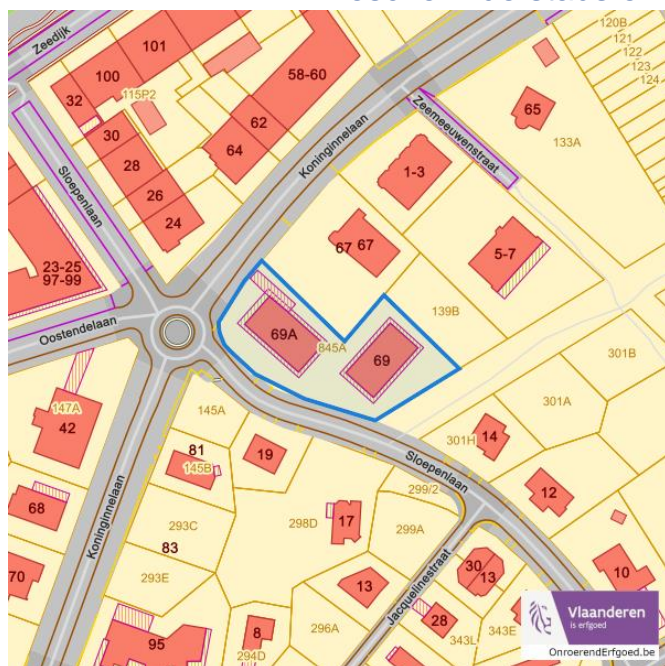 Zeedijk
101
100
32
115P2
58-60
62
64
30
28
26
24
Sloepenlaan
Koninginnelaan
Zeemeeuwenstraat
65
133A
120B
121
122
123
124
1-3
67 67
5-7
23-25
97-99
Oostendelaan
69A
845A
69
139B
301B
301A
147A
42
145A
81
145B
19
Sloepenlaan
301H
14
12
299/2
68
Koninginnelaan
293C
83
298D
17
299A
70
293E
13
Jacquelinestraat
30
13
10
95
8
294D
296A
28
343L
343E
Vlaanderen
is erfgoed
OnroerendErfgoed.be